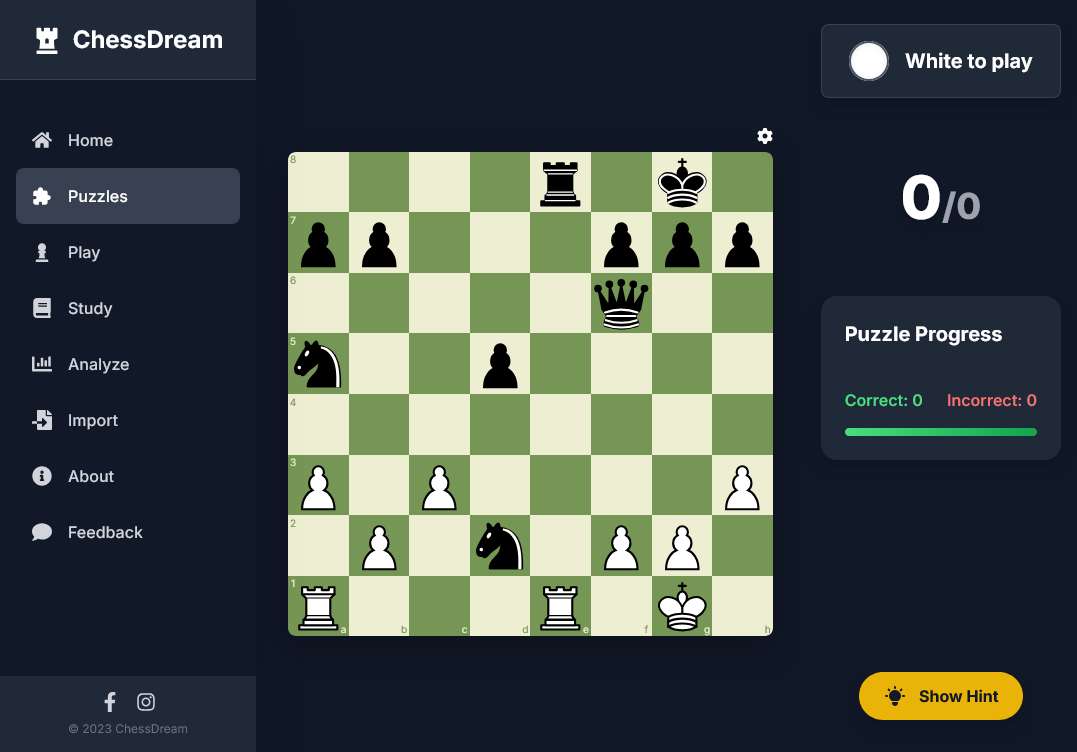 ChessDream
Home
Puzzles
Play
Study
Analyze
Import
About
Feedback
© 2023 ChessDream
8
7
6
5
4
3
2
1
a b c d e f g h
White to play
0/0
Puzzle Progress
Correct: 0 Incorrect: 0
Show Hint